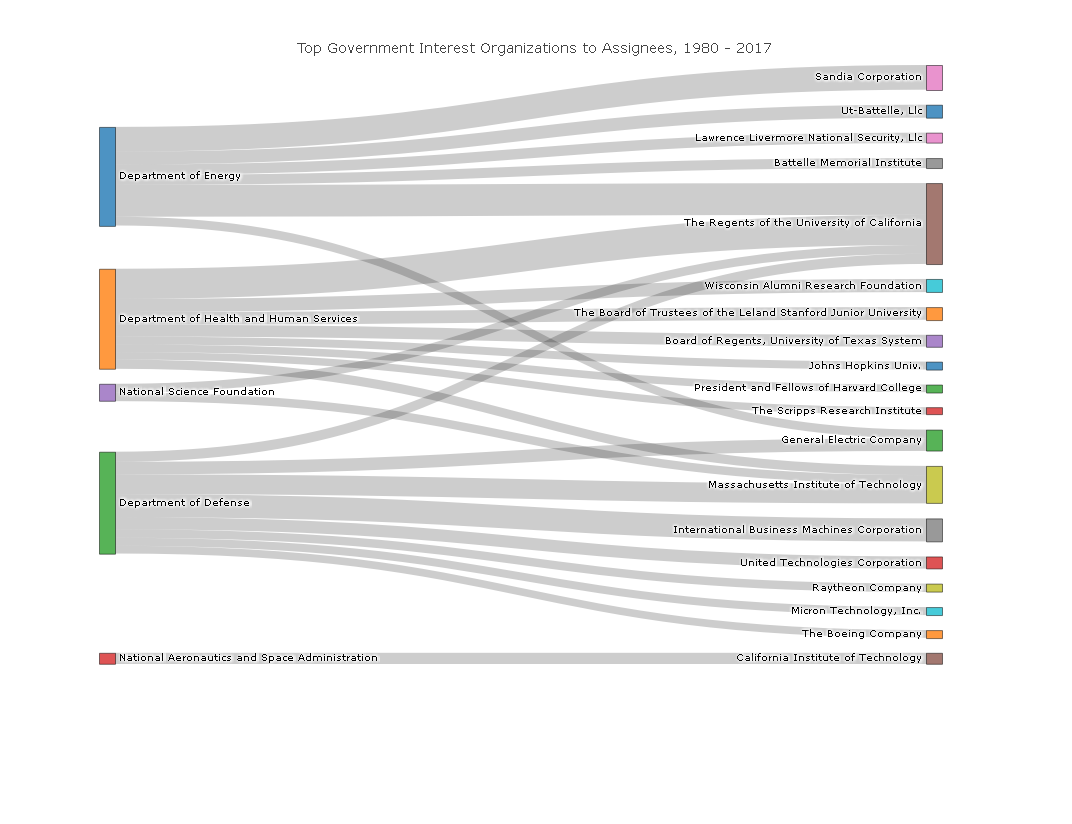 Top Government Interest Organizations to Assignees, 1980 – 2017
Sandia Corporation
Ut-Battelle, Llc
Lawrence Livermore National Security, Llc
Battelle Memorial Institute
Department of Energy
The Regents of the University of California
Wisconsin Alumni Research Foundation
The Board of Trustees of the Leland Stanford Junior University
Department of Health and Human Services
Board of Regents, University of Texas System
Johns Hopkins Univ.
President and Fellows of Harvard College
National Science Foundation
The Scripps Research Institute
General Electric Company
Massachusetts Institute of Technology
Department of Defense
International Business Machines Corporation
United Technologies Corporation
Raytheon Company
Micron Technology, Inc.
The Boeing Company
National Aeronautics and Space Administration
California Institute of Technology